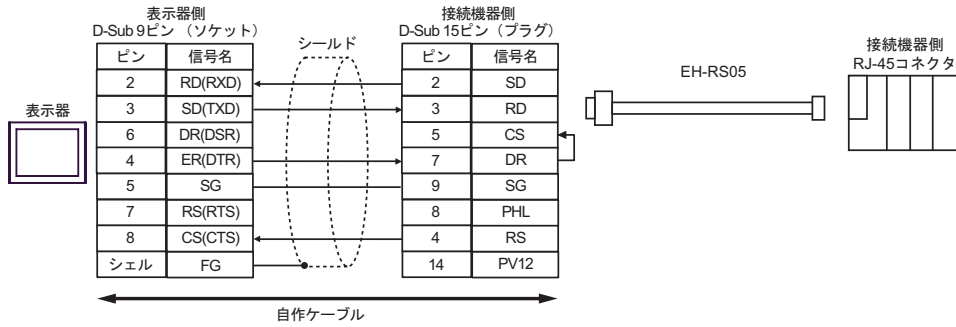 表示器側
D-Sub 9ピン （ソケット）
ピン 信号名
2 RD(RXD)
3 SD(TXD)
6 DR(DSR)
4 ER(DTR)
5 SG
7 RS(RTS)
8 CS(CTS)
シェル FG
シールド
接続機器側
D-Sub 15ピン （プラグ）
ピン 信号名
2 SD
3 RD
5 CS
7 DR
9 SG
8 PHL
4 RS
14 PV12
表示器
EH-RS05
接続機器側
RJ-45コネクタ
自作ケーブル